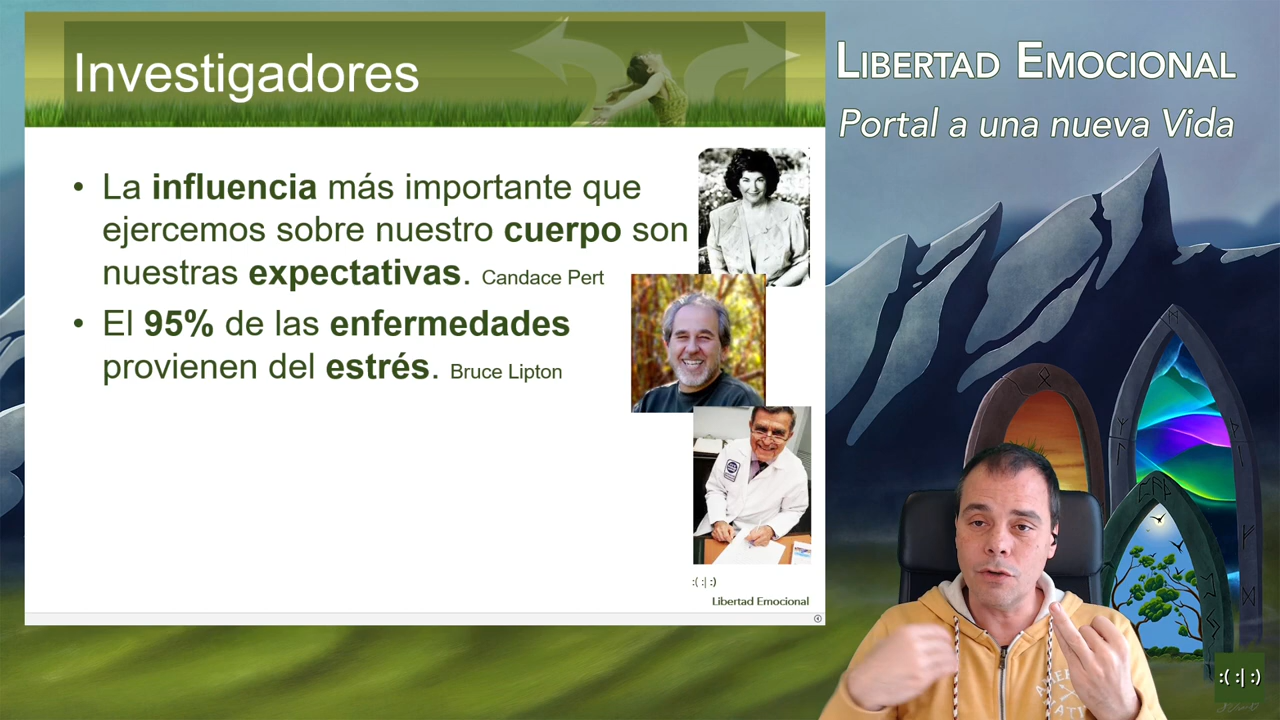 Investigadores
• La influencia más importante que
ejercemos sobre nuestro cuerpo son
nuestras expectativas. Candace Pert
• El 95% de las enfermedades
provienen del estrés. Bruce Lipton
:( :| :)
Libertad Emocional
LIBERTAD EMOCIONAL
Portal a una nueva Vida
:( :| :)